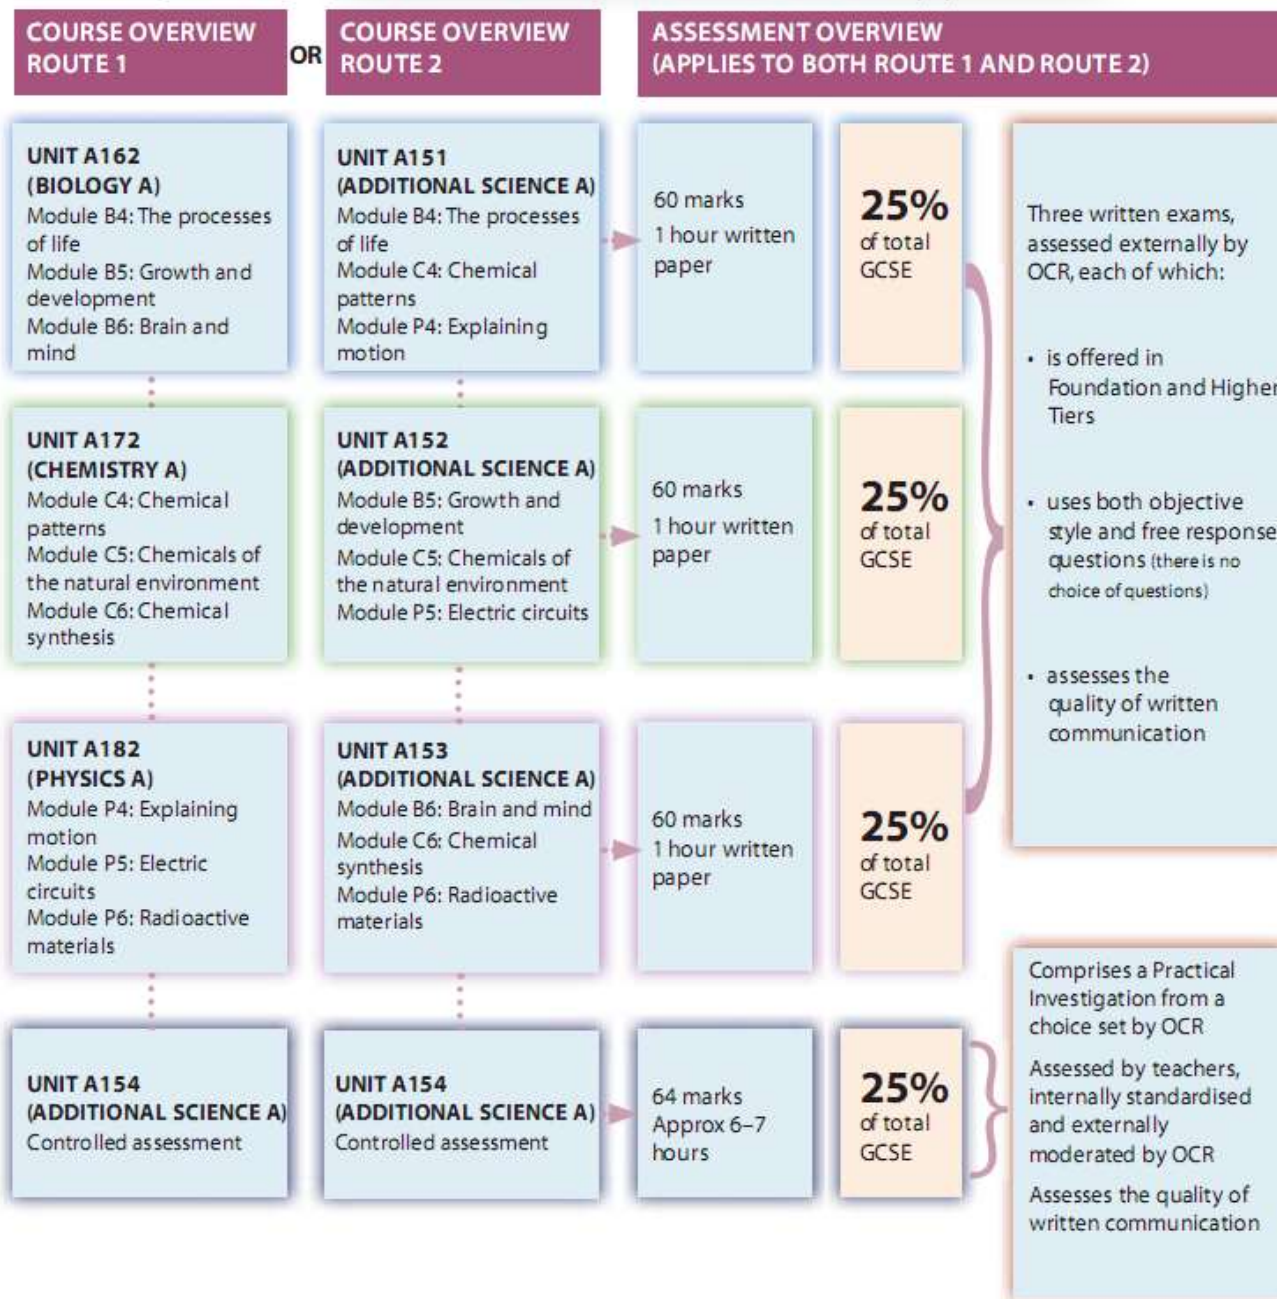 COURSE OVERVIEW
ROUTE 1
OR
COURSE OVERVIEW
ROUTE 2
ASSESSMENT OVERVIEW
(APPLIES TO BOTH ROUTE 1 AND ROUTE 2)
UNIT A162
(BIOLOGY A)
Module B4: The processes
of life
Module B5: Growth and
development
Module B6: Brain and
mind
UNIT A151
(ADDITIONAL SCIENCE A)
Module B4: The processes
of life
Module C4: Chemical
patterns
Module P4: Explaining
motion
60 marks
1 hour written
paper
25%
of total
GCSE
Three written exams,
assessed externally by
OCR, each of which:
• is offered in
Foundation and Higher
Tiers
• uses both objective
style and free response
questions (there is no
choice of questions)
• assesses the
quality of written
communication
UNIT A172
(CHEMISTRY A)
Module C4: Chemical
patterns
Module C5: Chemicals of
the natural environment
Module C6: Chemical
synthesis
UNIT A152
(ADDITIONAL SCIENCE A)
Module B5: Growth and
development
Module C5: Chemicals of
the natural environment
Module P5: Electric circuits
60 marks
1 hour written
paper
25%
of total
GCSE
UNIT A182
(PHYSICS A)
Module P4: Explaining
motion
Module P5: Electric
circuits
Module P6: Radioactive
materials
UNIT A153
(ADDITIONAL SCIENCE A)
Module B6: Brain and mind
Module C6: Chemical
synthesis
Module P6: Radioactive
materials
60 marks
1 hour written
paper
25%
of total
GCSE
UNIT A154
(ADDITIONAL SCIENCE A)
Controlled assessment
UNIT A154
(ADDITIONAL SCIENCE A)
Controlled assessment
64 marks
Approx 6–7
hours
25%
of total
GCSE
Comprises a Practical
Investigation from a
choice set by OCR
Assessed by teachers,
internally standardised
and externally
moderated by OCR
Assesses the quality of
written communication